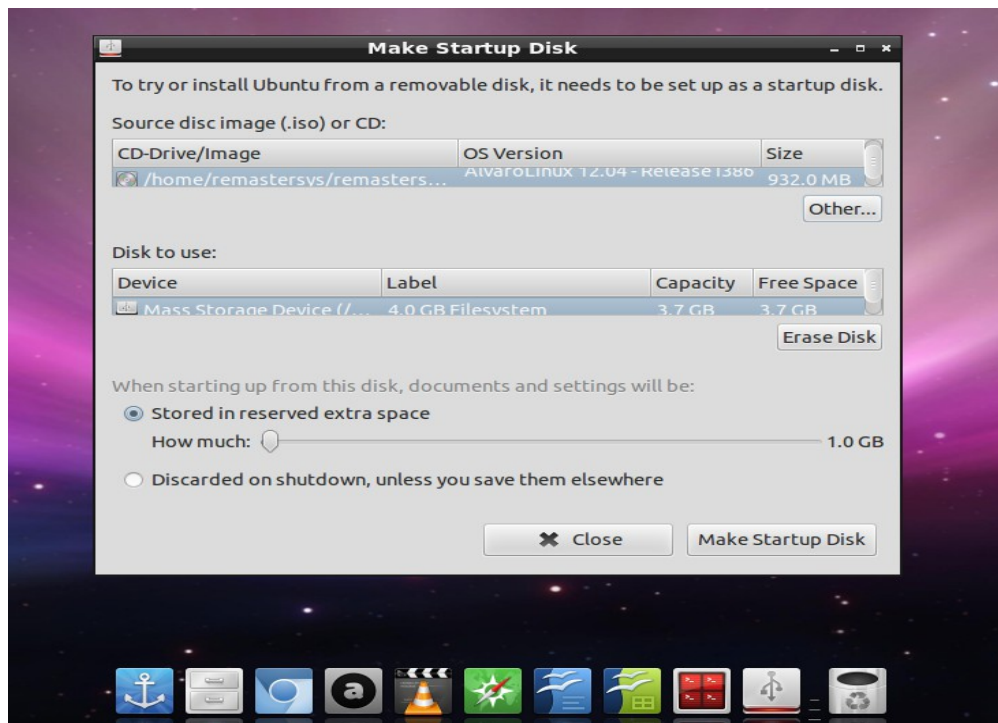 Make Startup Disk
To try or install Ubuntu from a removable disk, it needs to be set up as a startup disk.
Source disc image (.iso) or CD:
CD-Drive/Image OS Version Size
/home/remastersys/remasters... AlvaroLinux 12.04 - Release i386 932.0 MB
Other...
Disk to use:
Device Label Capacity Free Space
Mass Storage Device (/... 4.0 GB Filesystem 3.7 GB 3.7 GB
Erase Disk
When starting up from this disk, documents and settings will be:
Stored in reserved extra space
How much: 1.0 GB
Discarded on shutdown, unless you save them elsewhere
Close Make Startup Disk
a